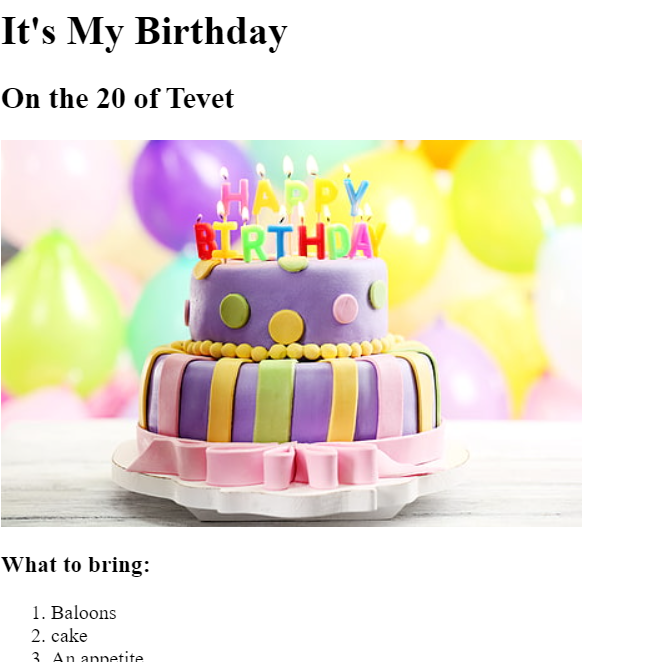 It's My Birthday
On the 20 of Tevet
HAPPY
BIRTHDAY
What to bring:
1. Baloons
2. cake
3. An appetite